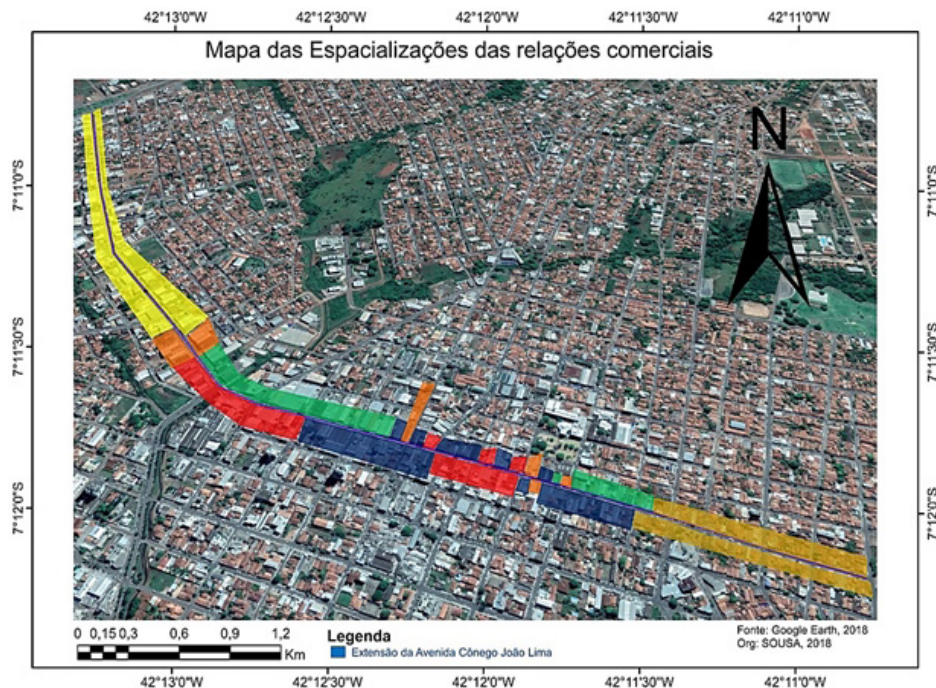 42°13'0"W 42°12'30"W 42°12'0"W 42°11'30"W 42°11'0"W
Mapa das Espacializações das relações comerciais
N
7°11'0"S 7°11'0"S
7°11'30"S 7°11'30"S
7°12'0"S 7°12'0"S
0 0,15 0,3 0,6 0,9 1,2
Km
Legenda
Extensão da Avenida Cônego João Lima
Fonte: Google Earth, 2018
Org: SOUSA, 2018
42°13'0"W 42°12'30"W 42°12'0"W 42°11'30"W 42°11'0"W